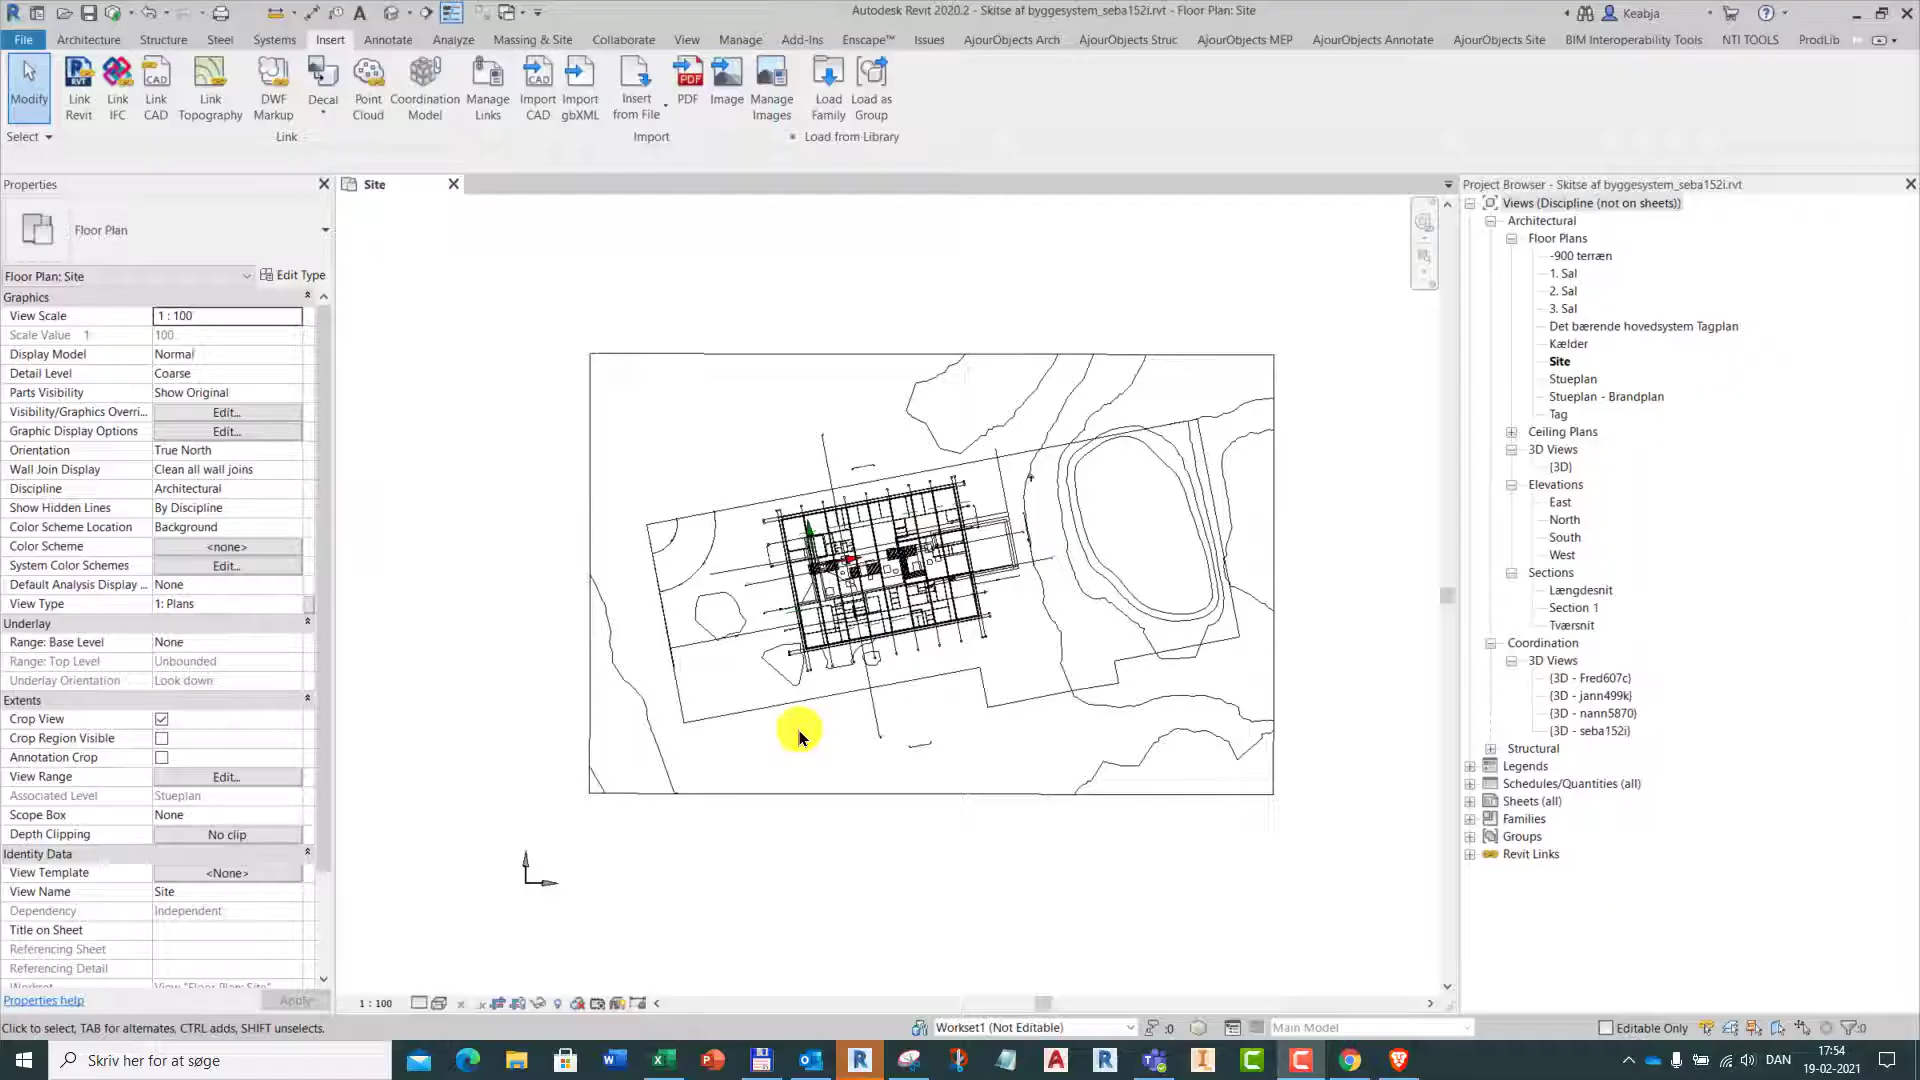 Autodesk Revit 2020.2 - Skitse af byggesystem_seba152i.rvt - Floor Plan: Site
Keabja
File Architecture Structure Steel Systems Insert Annotate Analyze Massing & Site Collaborate View Manage Add-Ins Enscape™ Issues AjourObjects Arch AjourObjects Struc AjourObjects MEP AjourObjects Annotate AjourObjects Site BIM Interoperability Tools NTI TOOLS ProdLib
Modify
Link Revit
Link IFC
Link CAD
Link Topography
DWF Markup
Decal
Point Cloud
Coordination Model
Manage Links
Import CAD
Import gbXML
Insert from File
PDF
Image
Manage Images
Load Family
Load as Group
Select
Link
Import
Load from Library
Properties
Floor Plan
Floor Plan: Site
Edit Type
Graphics
View Scale 1 : 100
Scale Value 1: 100
Display Model Normal
Detail Level Coarse
Parts Visibility Show Original
Visibility/Graphics Overri... Edit...
Graphic Display Options Edit...
Orientation True North
Wall Join Display Clean all wall joins
Discipline Architectural
Show Hidden Lines By Discipline
Color Scheme Location Background
Color Scheme <none>
System Color Schemes Edit...
Default Analysis Display ... None
View Type 1: Plans
Underlay
Range: Base Level None
Range: Top Level Unbounded
Underlay Orientation Look down
Extents
Crop View
Crop Region Visible
Annotation Crop
View Range Edit...
Associated Level Stueplan
Scope Box None
Depth Clipping No clip
Identity Data
View Template <None>
View Name Site
Dependency Independent
Title on Sheet
Referencing Sheet
Referencing Detail
Workset View "Floor Plan: Site"
Properties help
Apply
Site
1 : 100
Project Browser - Skitse af byggesystem_seba152i.rvt
Views (Discipline (not on sheets))
Architectural
Floor Plans
-900 terræn
1. Sal
2. Sal
3. Sal
Det bærende hovedsystem Tagplan
Kælder
Site
Stueplan
Stueplan - Brandplan
Tag
Ceiling Plans
3D Views
{3D}
Elevations
East
North
South
West
Sections
Længdesnit
Section 1
Tværsnit
Coordination
3D Views
{3D - Fred607c}
{3D - jann499k}
{3D - nann5870}
{3D - seba152i}
Structural
Legends
Schedules/Quantities (all)
Sheets (all)
Families
Groups
Revit Links
Click to select, TAB for alternates, CTRL adds, SHIFT unselects.
Workset1 (Not Editable)
:0
Main Model
Editable Only
:0
Skriv her for at søge
DAN
17:54
19-02-2021